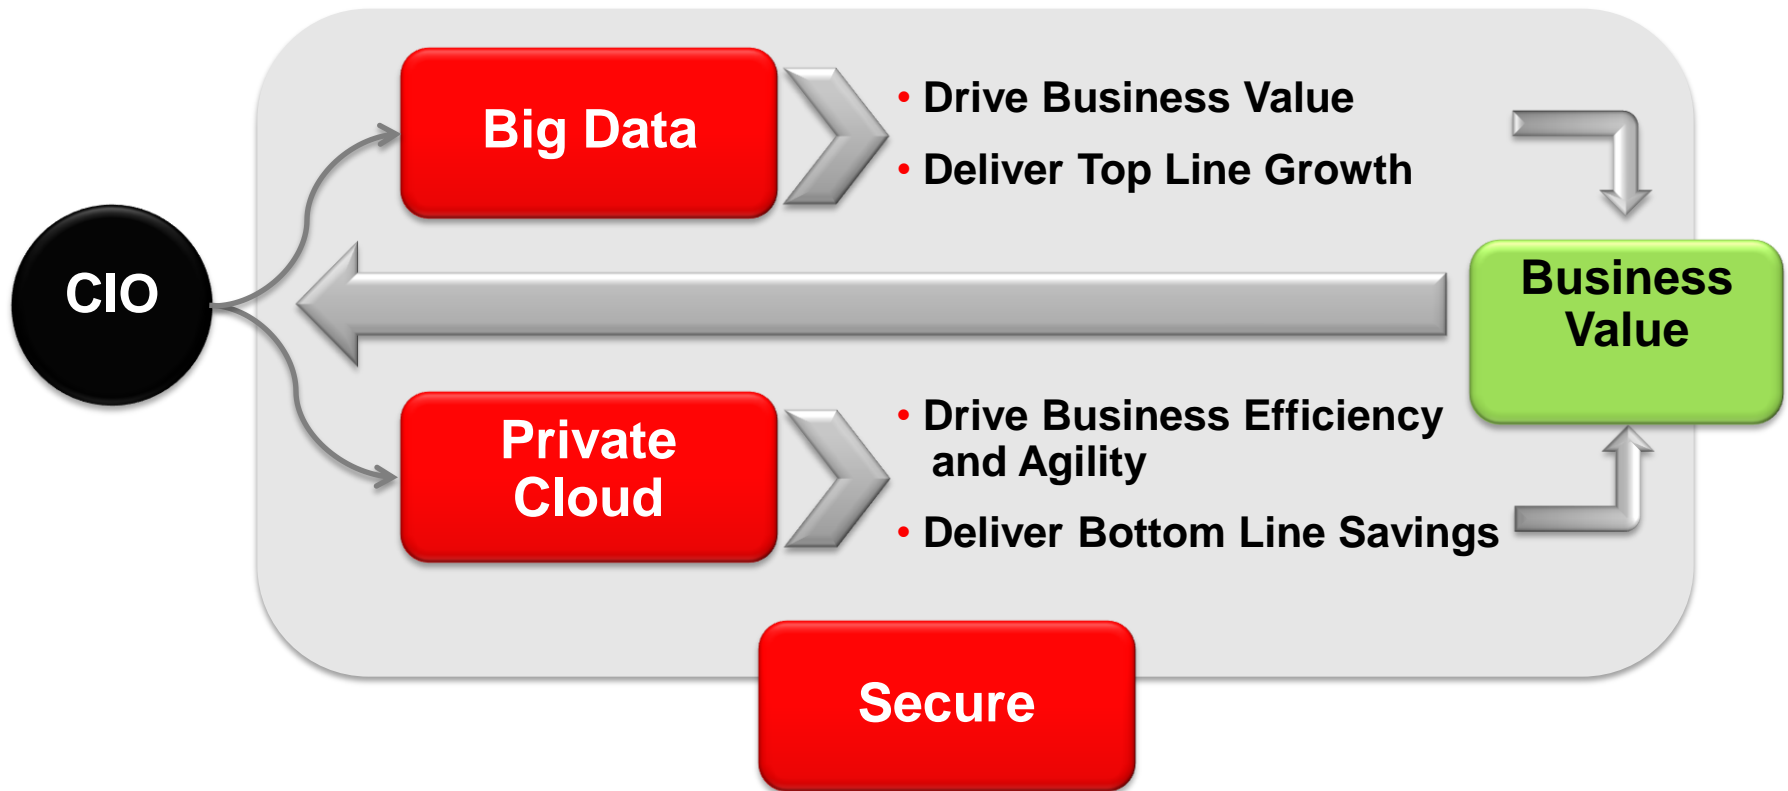 Big Data
• Drive Business Value
• Deliver Top Line Growth
CIO
Business
Value
Private
Cloud
• Drive Business Efficiency
and Agility
• Deliver Bottom Line Savings
Secure